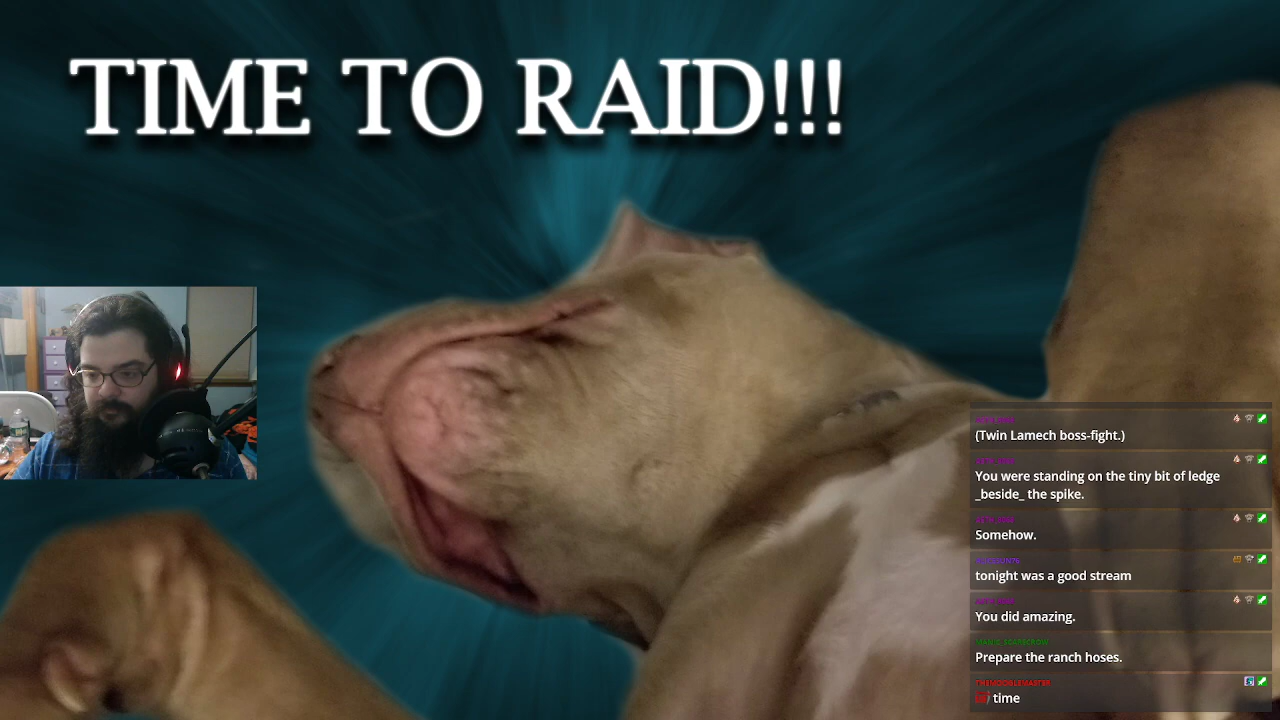 TIME TO RAID!!!
(Twin Lamech boss-fight.)
You were standing on the tiny bit of ledge
_beside_ the spike.
Somehow.
tonight was a good stream
You did amazing.
Prepare the ranch hoses.
THEMOOGLEMASTER
time